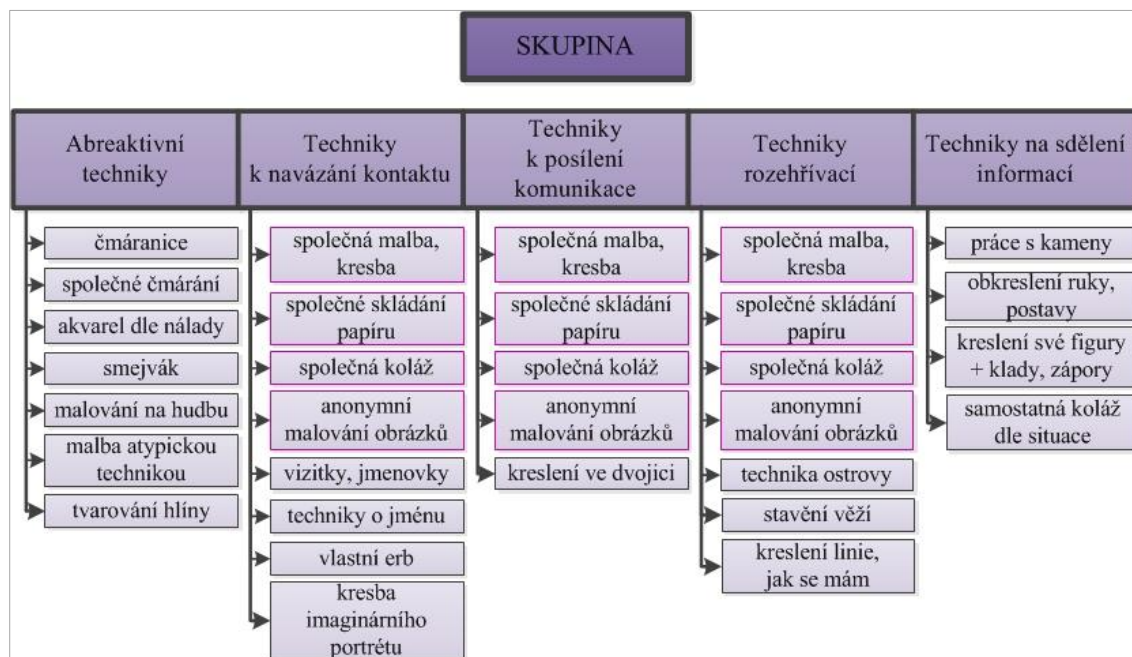 SKUPINA
Abreaktivní
techniky
čmáranice
společné čmárání
akvarel dle nálady
smejvák
malování na hudbu
malba atypickou
technikou
tvarování hlíny
Techniky
k navázání kontaktu
společná malba,
kresba
společné skládání
papíru
společná koláž
anonymní
malování obrázků
vizitky, jmenovky
techniky o jménu
vlastní erb
kresba
imaginárního
portrétu
Techniky
k posílení
komunikace
společná malba,
kresba
společné skládání
papíru
společná koláž
anonymní
malování obrázků
kreslení ve dvojici
Techniky
rozehřívací
společná malba,
kresba
společné skládání
papíru
společná koláž
anonymní
malování obrázků
technika ostrovy
stavění věží
kreslení linie,
jak se mám
Techniky na sdělení
informací
práce s kameny
obkreslení ruky,
postavy
kreslení své figury
+ klady, zápory
samostatná koláž
dle situace